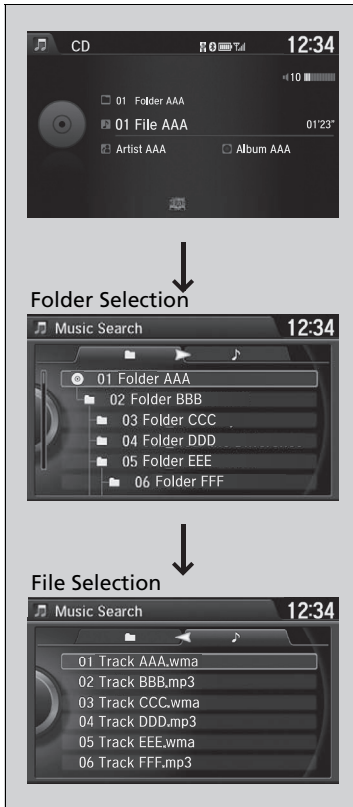 CD 12:34
10
01 Folder AAA
01 File AAA 01'23"
Artist AAA Album AAA
Folder Selection
Music Search 12:34
01 Folder AAA
02 Folder BBB
03 Folder CCC
04 Folder DDD
05 Folder EEE
06 Folder FFF
File Selection
Music Search 12:34
01 Track AAA.wma
02 Track BBB.mp3
03 Track CCC.wma
04 Track DDD.mp3
05 Track EEE.wma
06 Track FFF.mp3